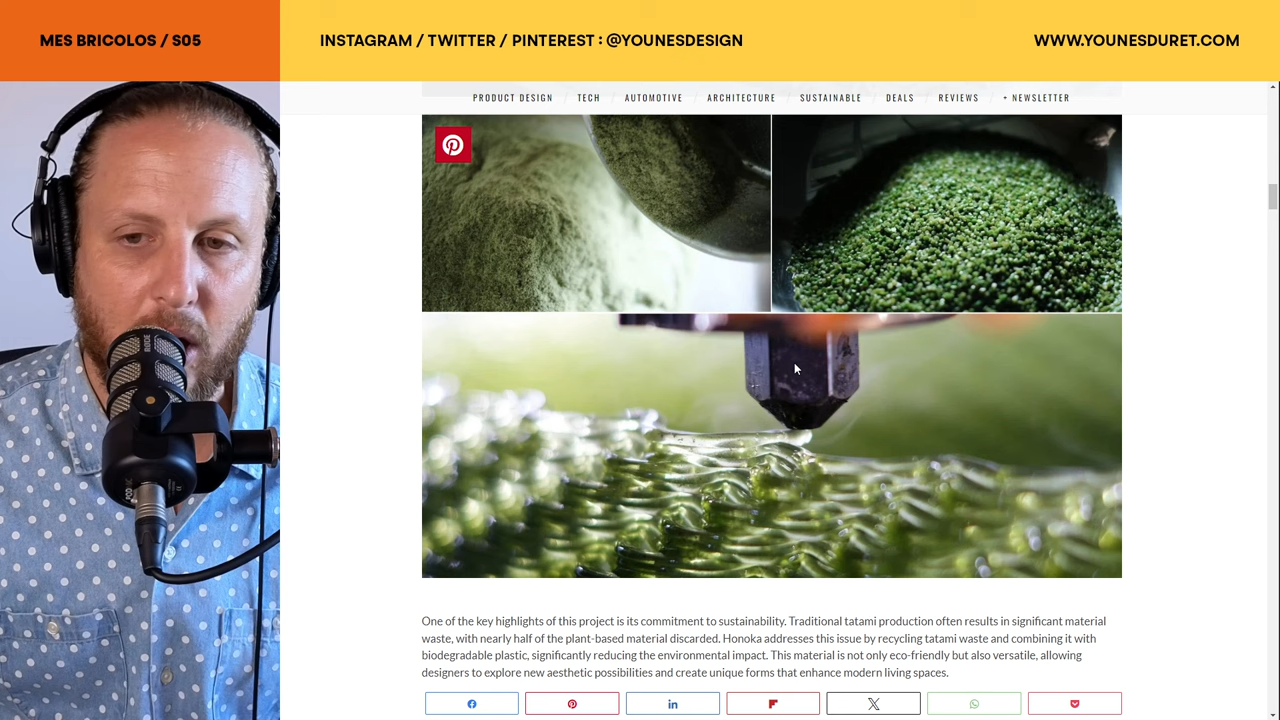 MES BRICOLOS / S05
INSTAGRAM / TWITTER / PINTEREST : @YOUNESDESIGN
WWW.YOUNESDURET.COM
PRODUCT DESIGN / TECH / AUTOMOTIVE / ARCHITECTURE / SUSTAINABLE / DEALS / REVIEWS / + NEWSLETTER
RØDE
One of the key highlights of this project is its commitment to sustainability. Traditional tatami production often results in significant material
waste, with nearly half of the plant-based material discarded. Honoka addresses this issue by recycling tatami waste and combining it with
biodegradable plastic, significantly reducing the environmental impact. This material is not only eco-friendly but also versatile, allowing
designers to explore new aesthetic possibilities and create unique forms that enhance modern living spaces.